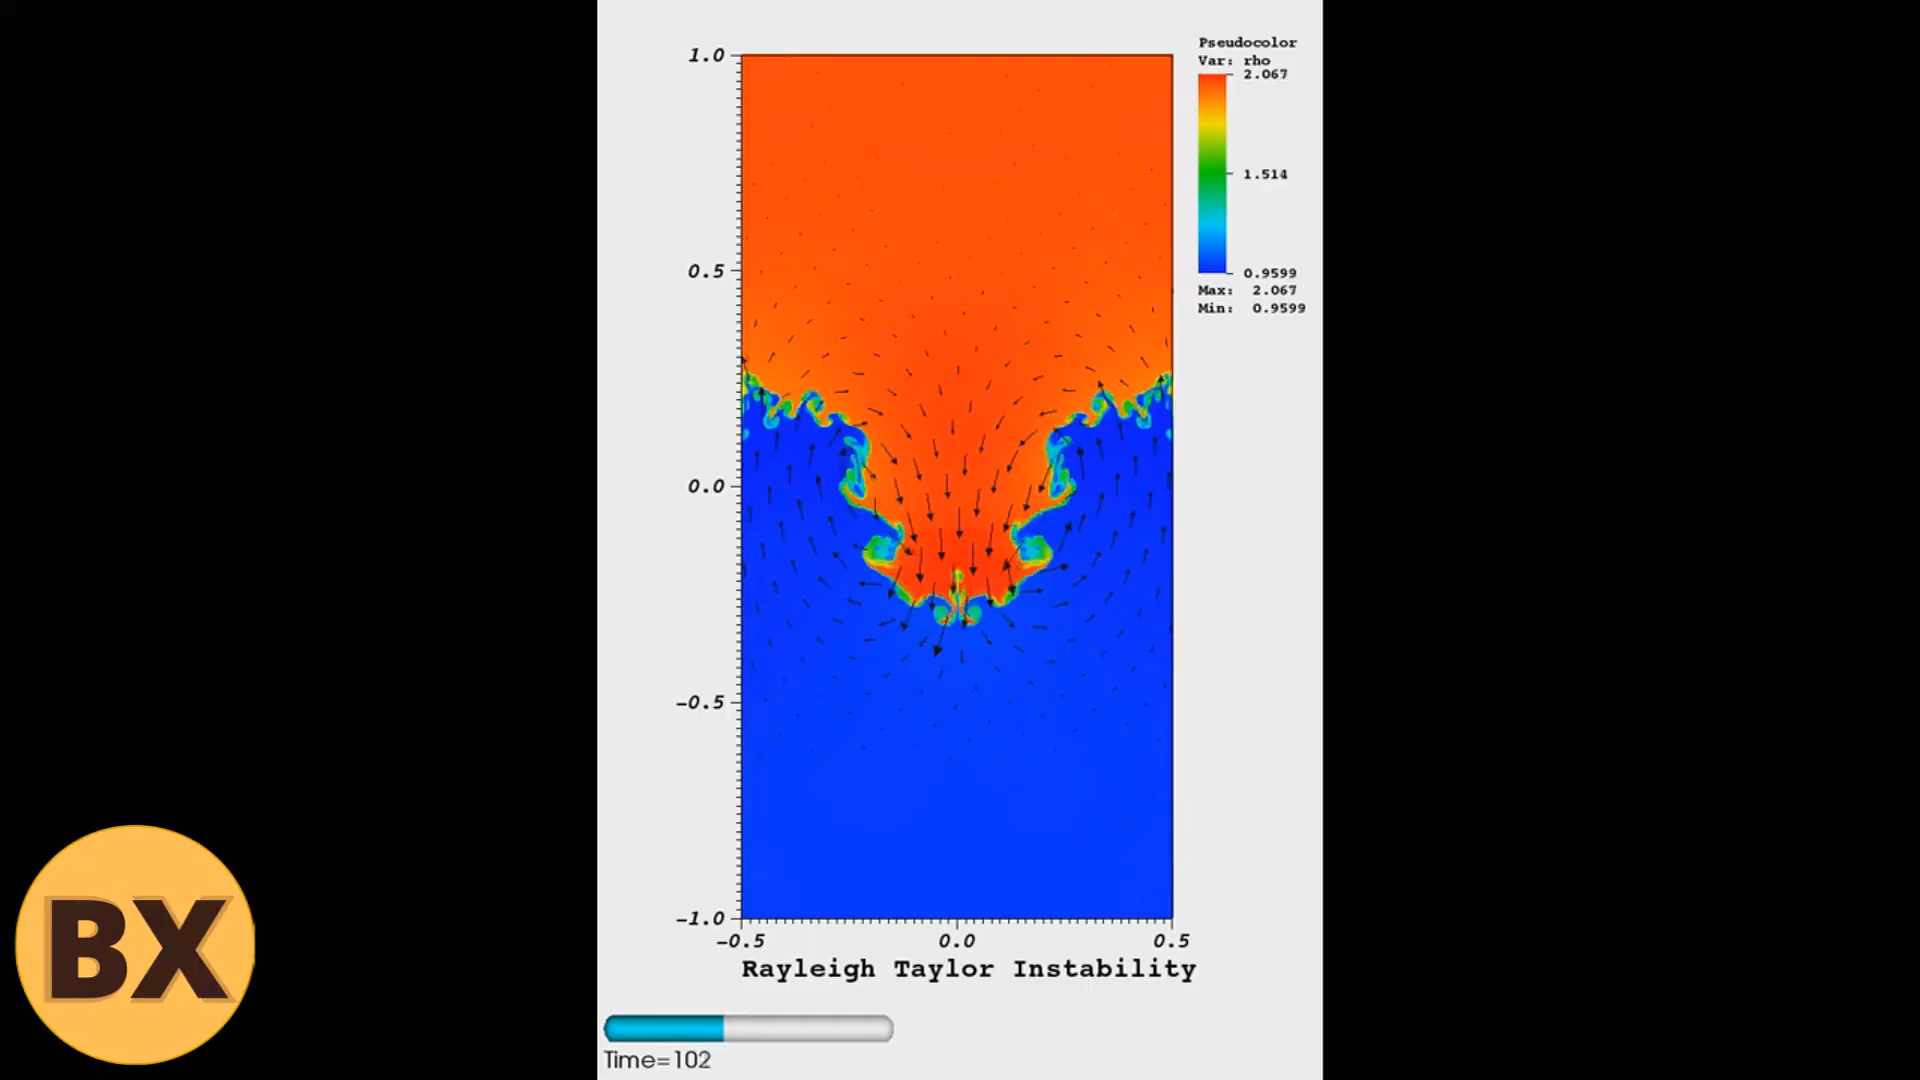 Pseudocolor
Var: rho
2.067
1.514
0.9599
Max: 2.067
Min: 0.9599
1.0
0.5
0.0
-0.5
-1.0
-0.5 0.0 0.5
Rayleigh Taylor Instability
Time=102
BX